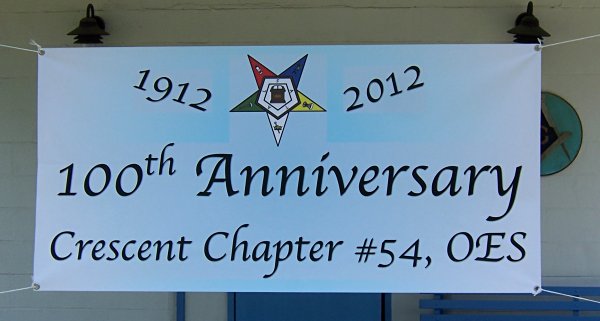 1912 2012
100th Anniversary
Crescent Chapter #54, OES